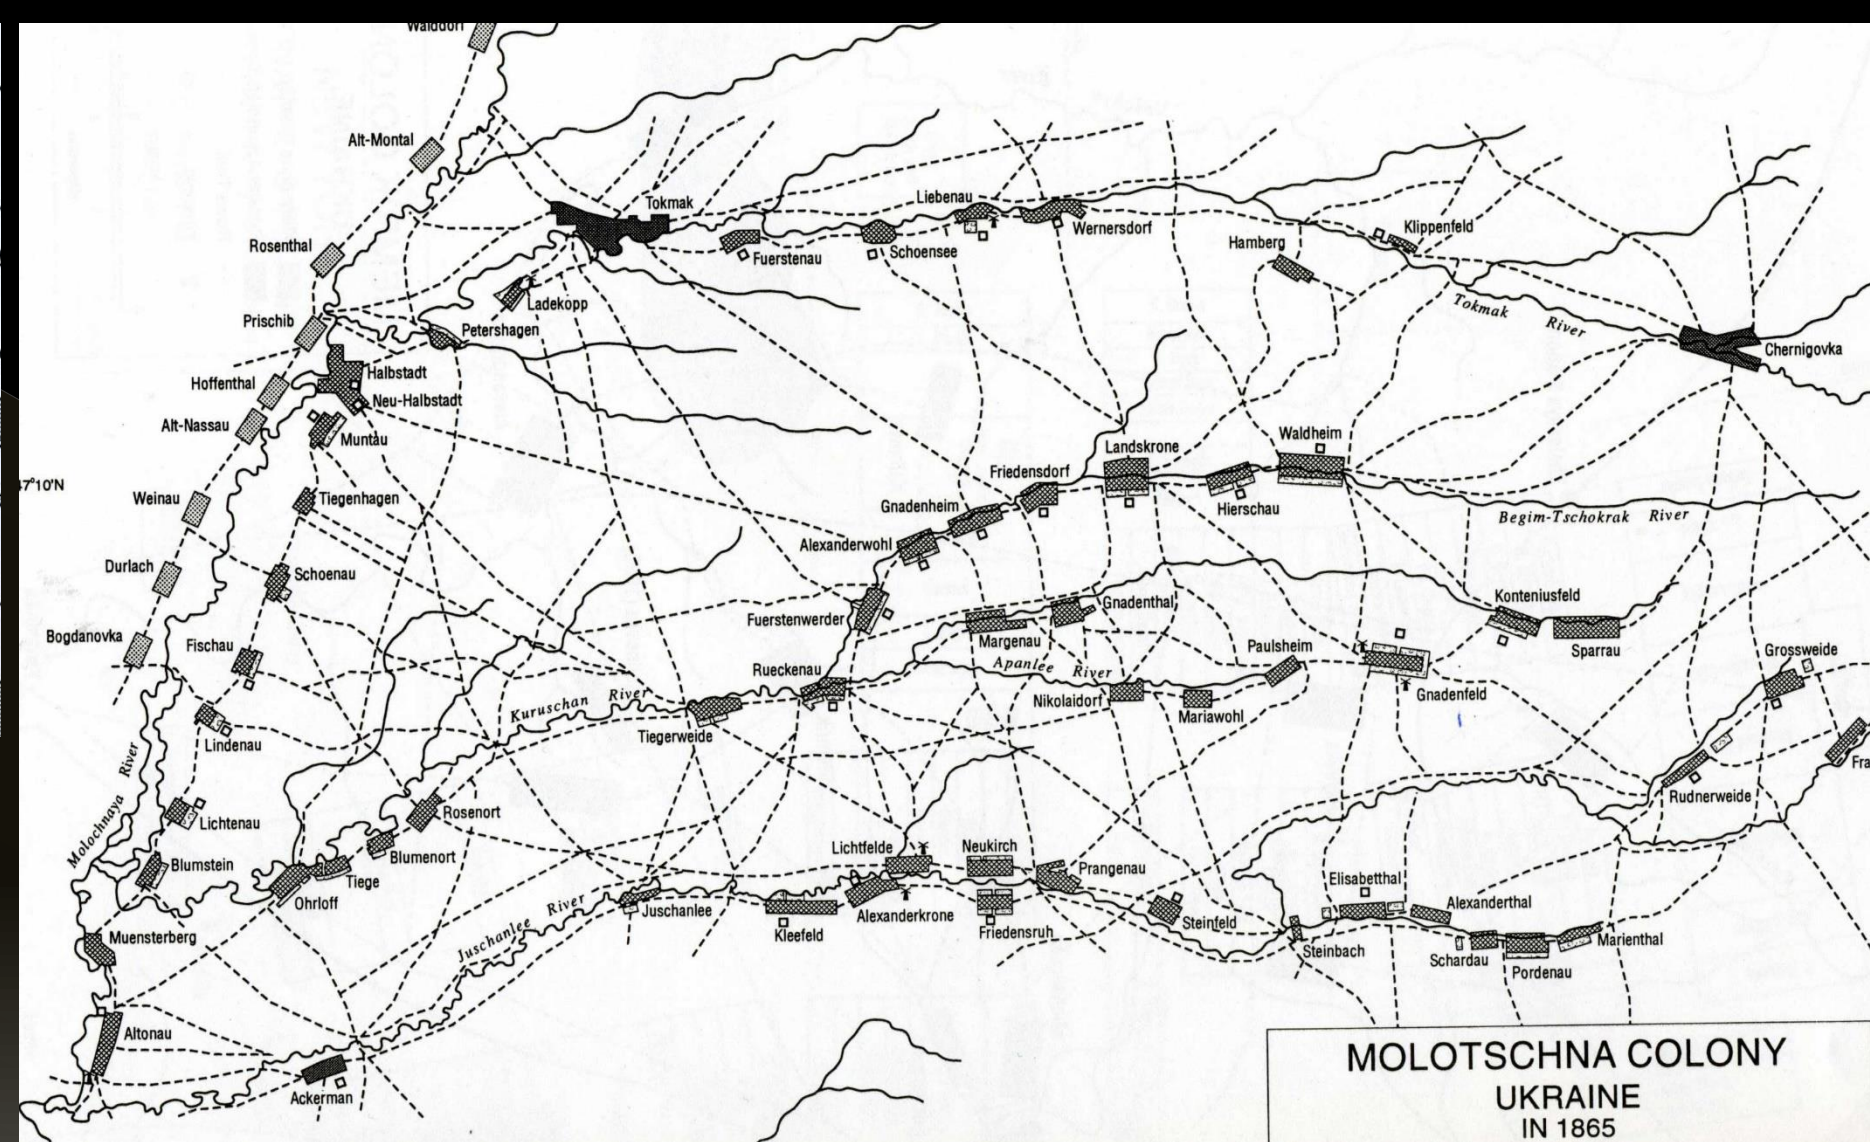 Walddorf
Alt-Montal
Tokmak
Liebenau
Wernersdorf
Klippenfeld
Rosenthal
Fuerstenau
Schoensee
Hamberg
Ladekopp
Tokmak River
Prischib
Petershagen
Chernigovka
Halbstadt
Hoffenthal
Neu-Halbstadt
Alt-Nassau
Muntau
Landskrone
Waldheim
Friedensdorf
47°10'N
Weinau
Tiegenhagen
Gnadenheim
Hierschau
Begim-Tschokrak River
Alexanderwohl
Durlach
Schoenau
Konteniusfeld
Gnadenthal
Fuerstenwerder
Bogdanovka
Fischau
Margenau
Paulsheim
Sparrau
Grossweide
Rueckenau
Apanlee River
Kuruschan River
Nikolaidorf
Mariawohl
Gnadenfeld
Lindenau
Tiegerweide
Fra
Molochnaya River
Rudnerweide
Lichtenau
Rosenort
Blumenort
Lichtfelde
Neukirch
Prangenau
Blumstein
Tiege
Elisabetthal
Ohrloff
Alexanderthal
Juschanlee
Alexanderkrone
Steinfeld
Kleefeld
Friedensruh
Muensterberg
Juschanlee River
Steinbach
Schardau
Marienthal
Pordenau
Altonau
Ackerman
MOLOTSCHNA COLONY
UKRAINE
IN 1865